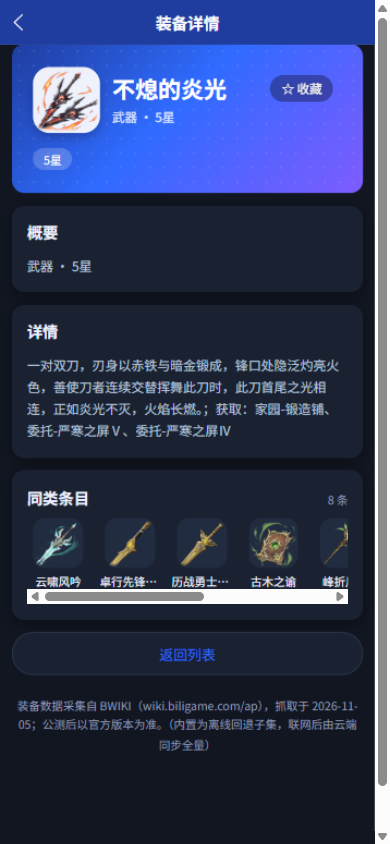 装备详情
不熄的炎光
☆ 收藏
武器 · 5星
5星
概要
武器 · 5星
详情
一对双刀，刃身以赤铁与暗金锻成，锋口处隐泛灼亮火
色，善使刀者连续交替挥舞此刀时，此刀首尾之光相
连，正如炎光不灭，火焰长燃。；获取：家园-锻造铺、
委托-严寒之屏Ⅴ、委托-严寒之屏Ⅳ
同类条目
8 条
云啸风吟
卓行先锋…
历战勇士…
古木之谕
峰折
返回列表
装备数据采集自 BWIKI（wiki.biligame.com/ap），抓取于 2026-11-
05；公测后以官方版本为准。（内置为离线回退子集，联网后由云端
同步全量）